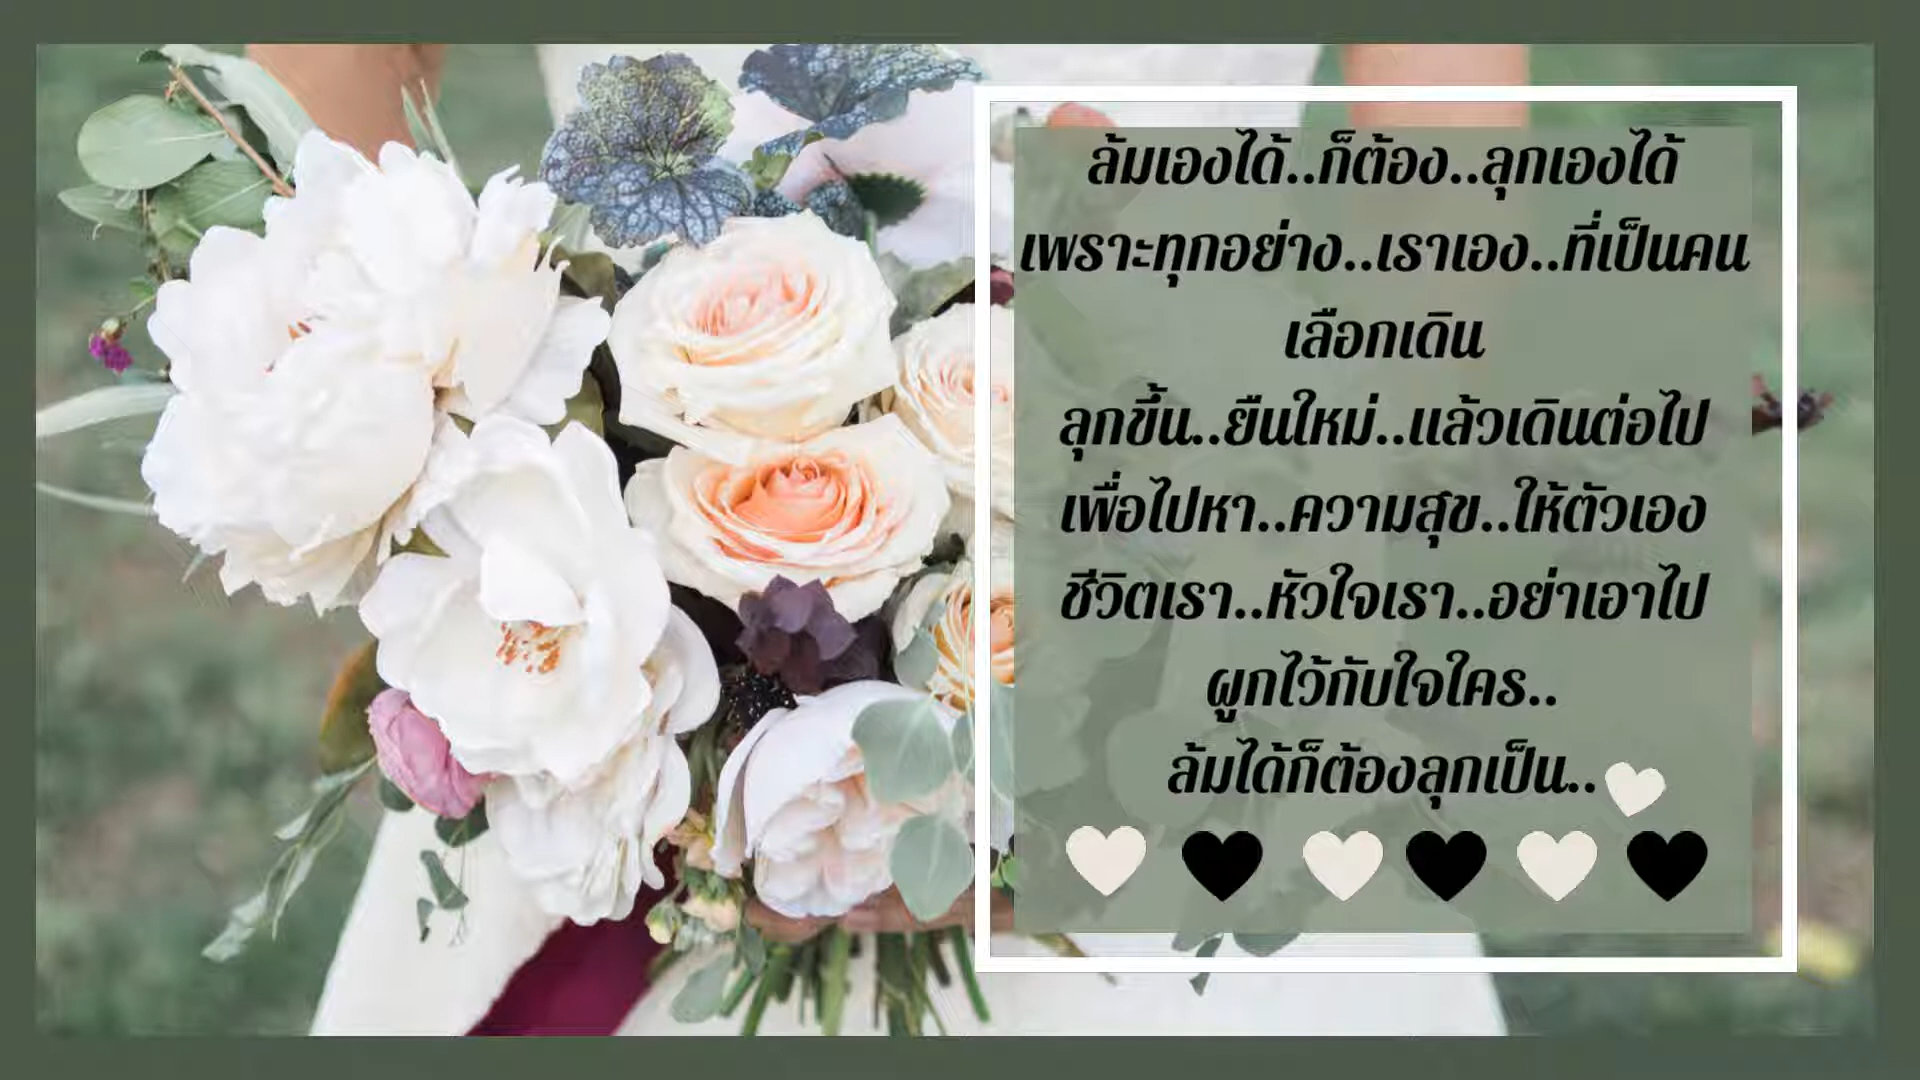 ล้มเองได้..ก็ต้อง..ลุกเองได้
เพราะทุกอย่าง..เราเอง..ที่เป็นคน
เลือกเดิน
ลุกขึ้น..ยืนใหม่..แล้วเดินต่อไป
เพื่อไปหา..ความสุข..ให้ตัวเอง
ชีวิตเรา..หัวใจเรา..อย่าเอาไป
ผูกไว้กับใจใคร..
ล้มได้ก็ต้องลุกเป็น..